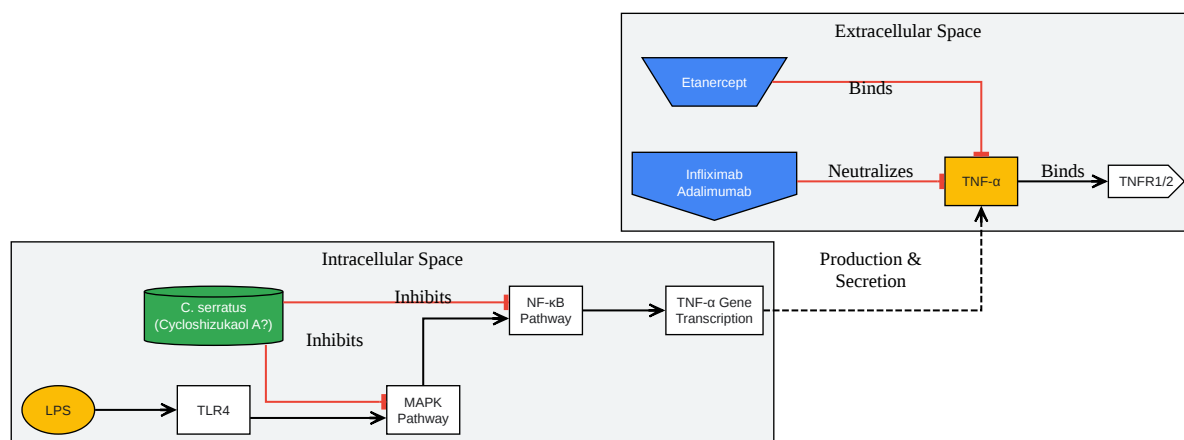 Extracellular Space
Etanercept
Binds
Infliximab
Adalimumab
Neutralizes
TNF-α
Binds
TNFR1/2
Intracellular Space
Production &
Secretion
C. serratus
(Cycloshizukaol A?)
Inhibits
NF-κB
Pathway
TNF-α Gene
Transcription
Inhibits
LPS
TLR4
MAPK
Pathway